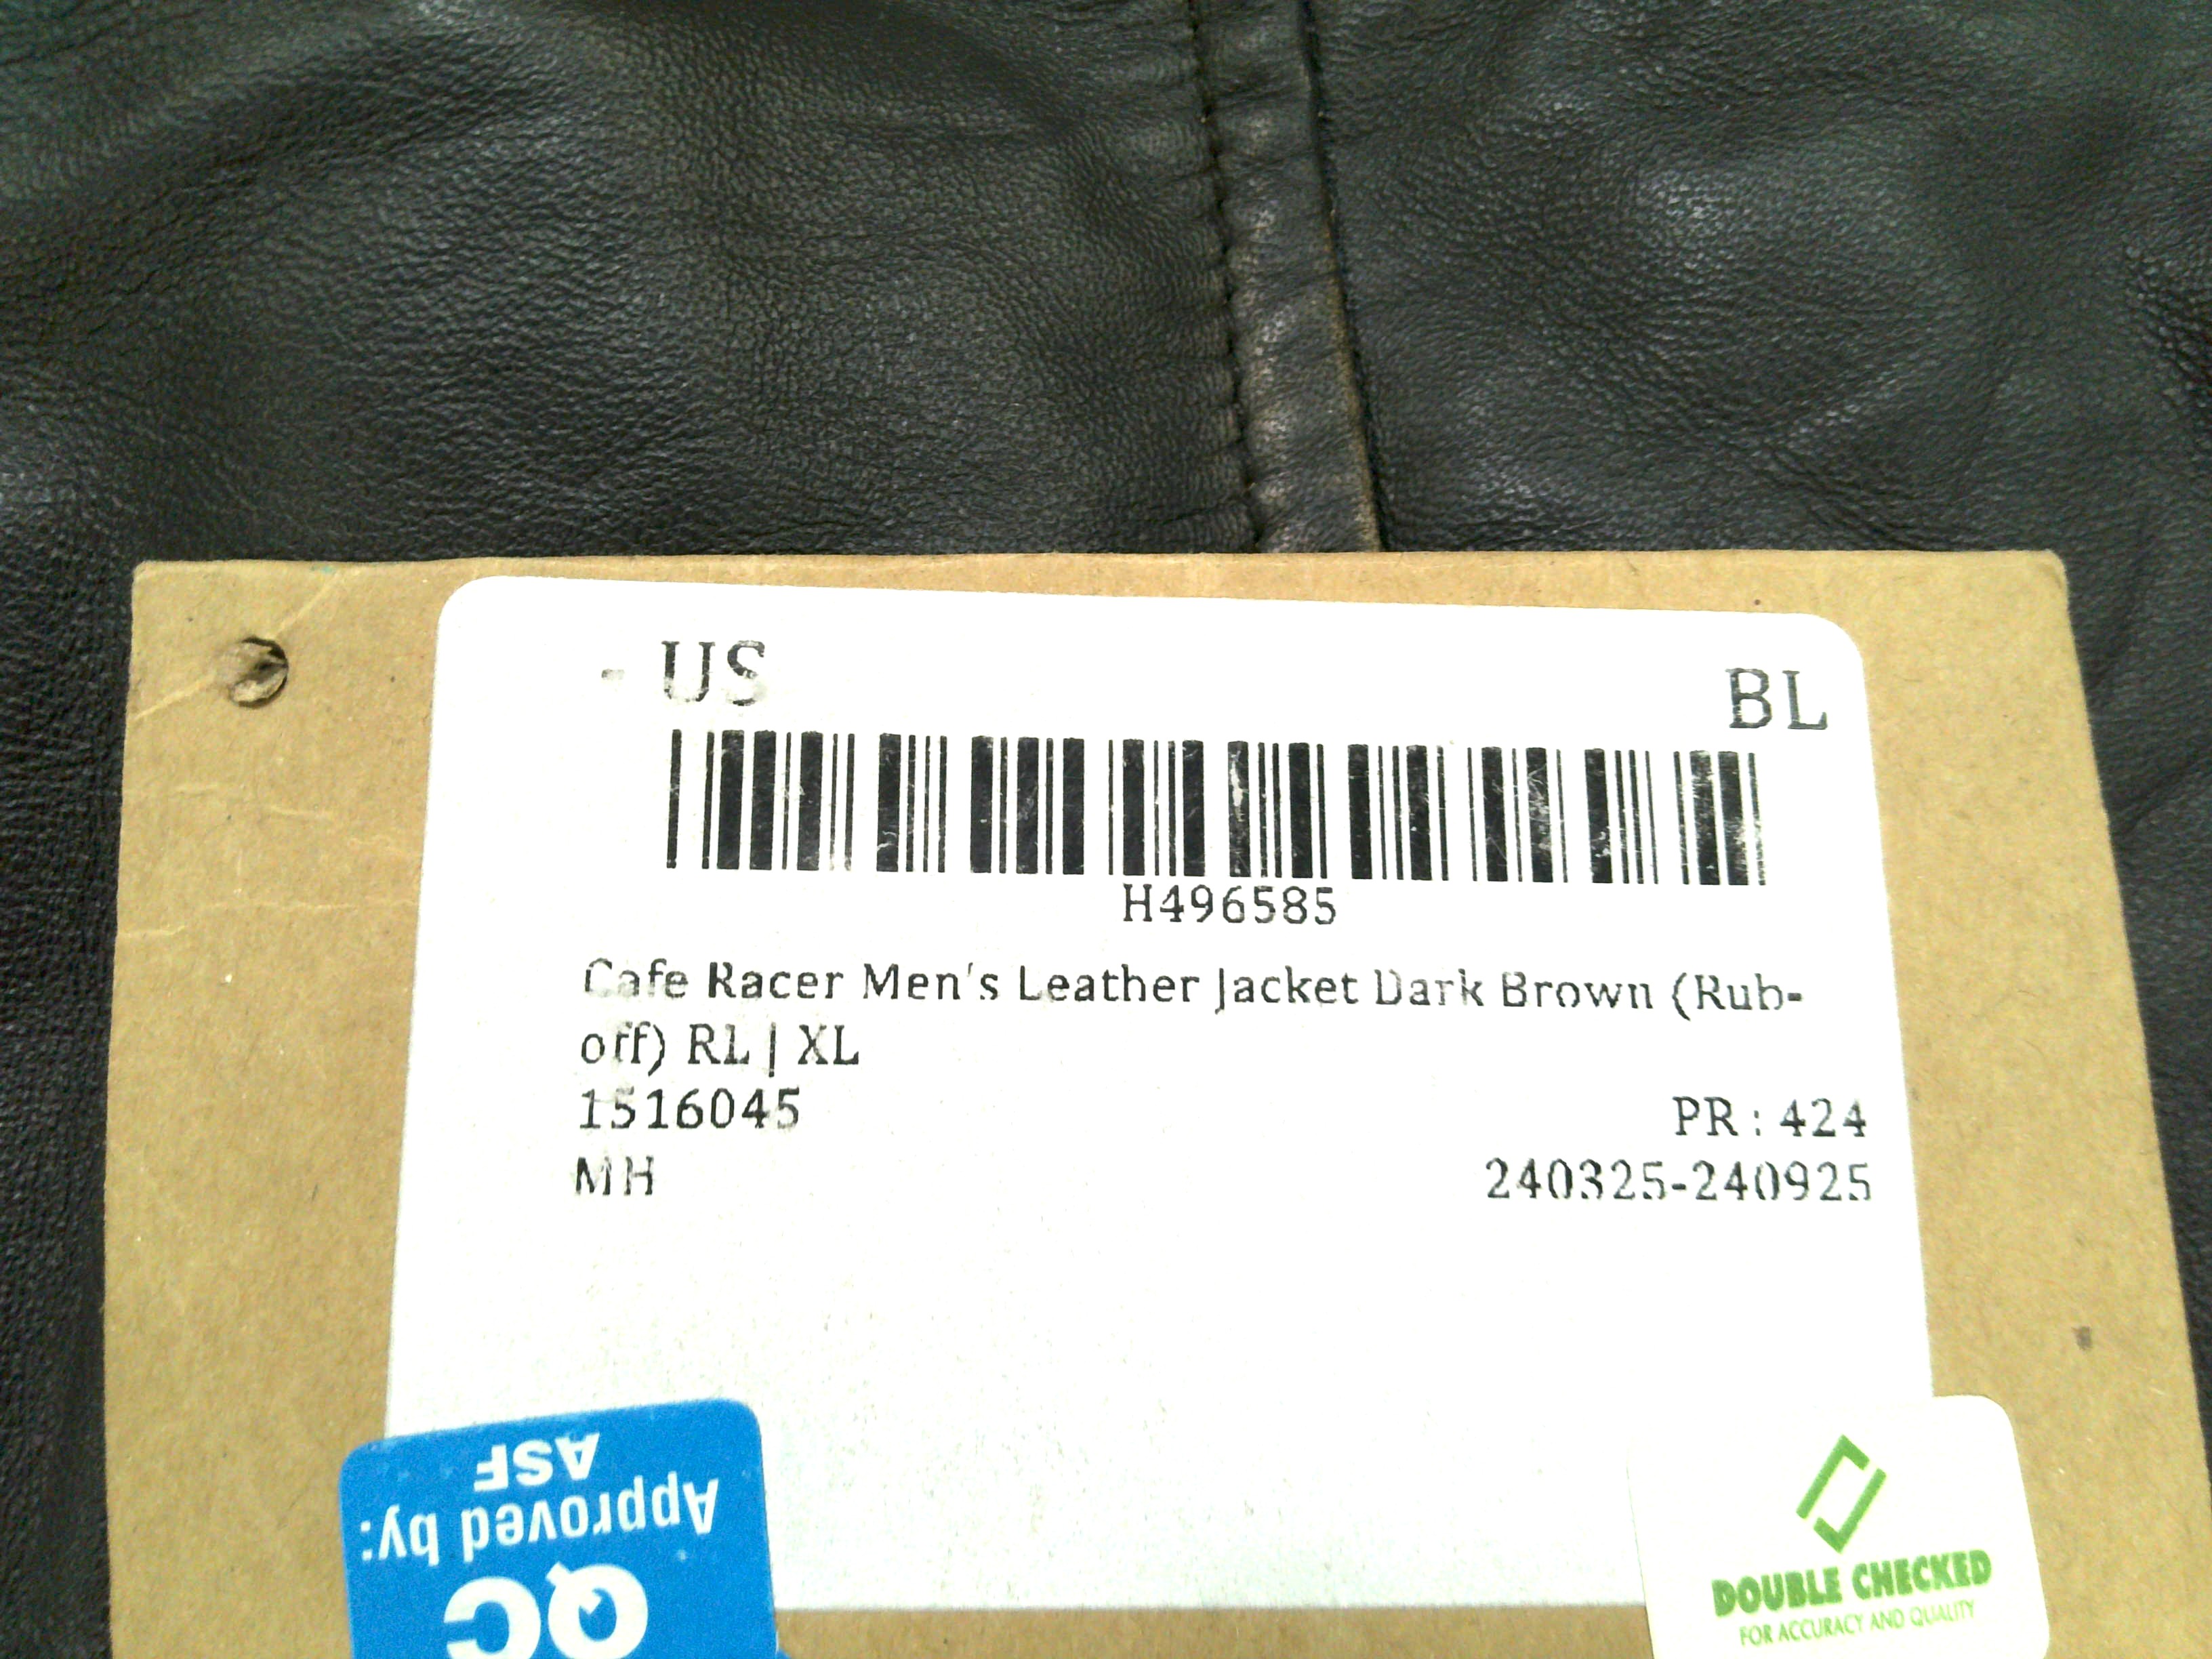 - US
BL
H496585
Cafe Racer Men's Leather Jacket Dark Brown (Rub-
off) RL | XL
1516045
PR : 424
MH
240325-240925
QC
Approved by:
ASF
DOUBLE CHECKED
FOR ACCURACY AND QUALITY